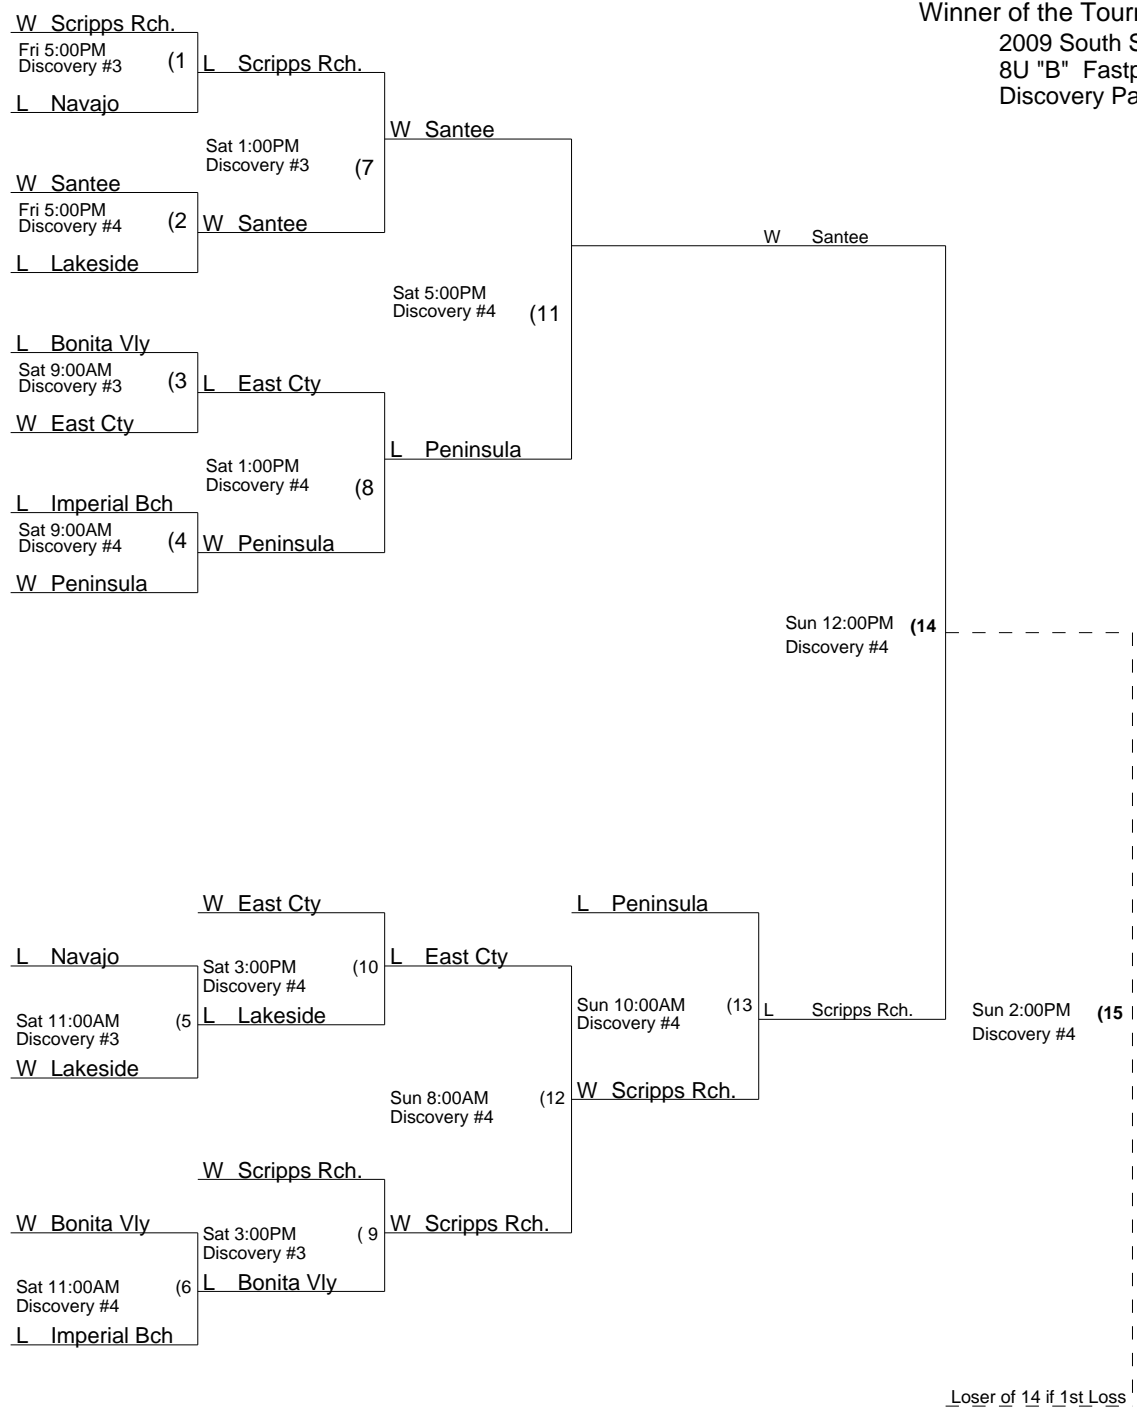 Winner of the Tour
2009 South S
8U "B" Fastp
Discovery Pa
W Scripps Rch.
Fri 5:00PM
Discovery #3 (1
L Navajo
L Scripps Rch.
W Santee
Fri 5:00PM
Discovery #4 (2
L Lakeside
W Santee
Sat 1:00PM
Discovery #3 (7
W Santee
L Bonita Vly
Sat 9:00AM
Discovery #3 (3
W East Cty
L East Cty
L Imperial Bch
Sat 9:00AM
Discovery #4 (4
W Peninsula
W Peninsula
Sat 1:00PM
Discovery #4 (8
L Peninsula
Sat 5:00PM
Discovery #4 (11
W Santee
Sun 12:00PM (14
Discovery #4
W East Cty
L Navajo
Sat 11:00AM (5
Discovery #3
W Lakeside
L Lakeside
Sat 3:00PM (10
Discovery #4
L East Cty
W Scripps Rch.
W Bonita Vly
Sat 11:00AM (6
Discovery #4
L Imperial Bch
L Bonita Vly
Sat 3:00PM ( 9
Discovery #3
W Scripps Rch.
Sun 8:00AM (12
Discovery #4
L Peninsula
W Scripps Rch.
Sun 10:00AM (13
Discovery #4
L Scripps Rch.
Sun 2:00PM (15
Discovery #4
Loser of 14 if 1st Loss